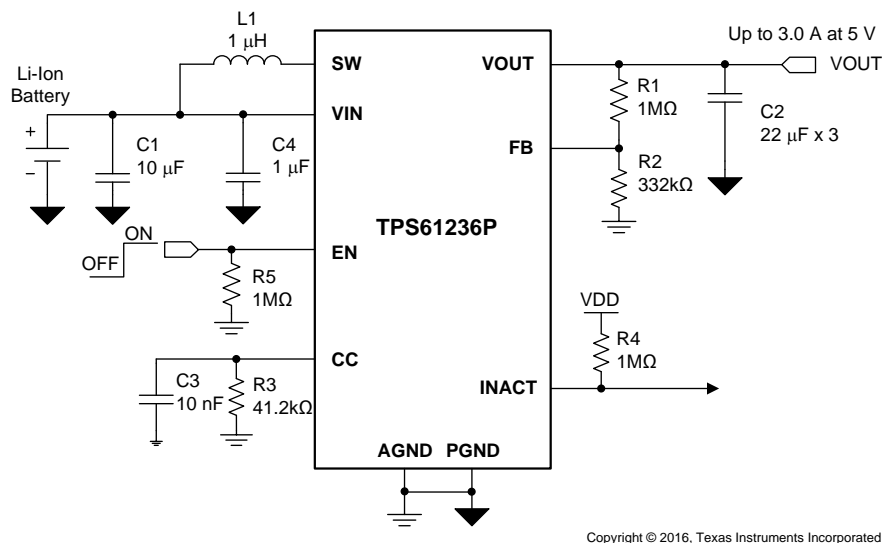 L1
1 μH
Li-Ion
Battery
+
−
C1
10 μF
C4
1 μF
ON
OFF
R5
1MΩ
C3
10 nF
R3
41.2kΩ
SW
VIN
EN
CC
TPS61236P
VOUT
FB
INACT
AGND PGND
Up to 3.0 A at 5 V
VOUT
R1
1MΩ
C2
22 μF x 3
R2
332kΩ
VDD
R4
1MΩ
Copyright © 2016, Texas Instruments Incorporated